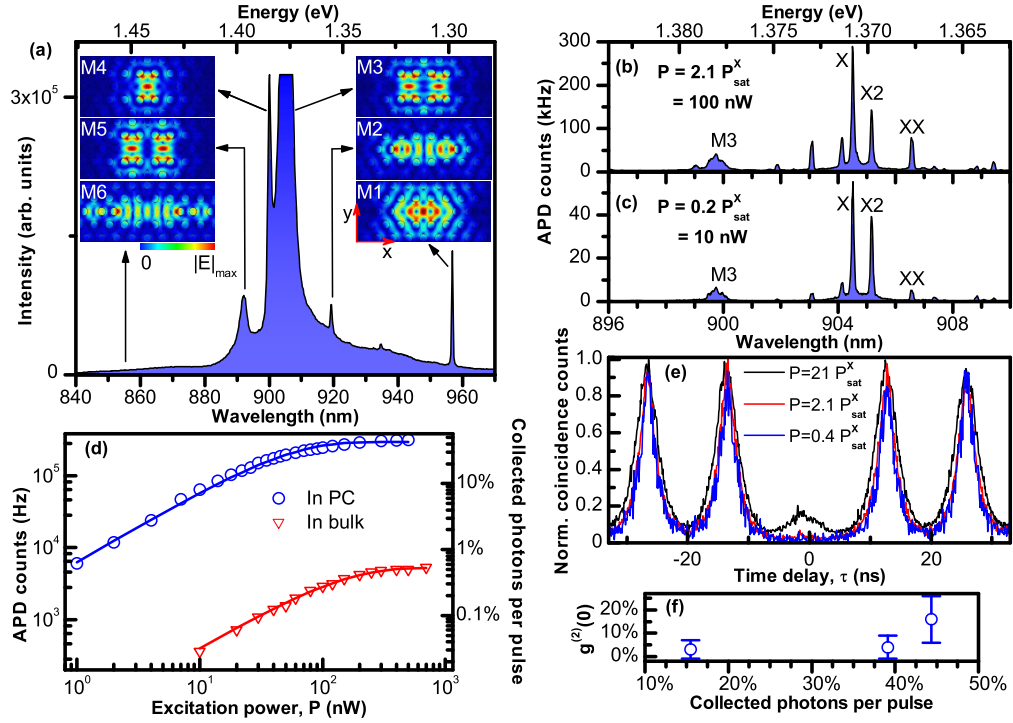 Energy (eV)
1.45 1.40 1.35 1.30
(a)
M4
M5
M6
M3
M2
M1
y
x
0 |E|max
3x10^5
0
Intensity (arb. units)
840 860 880 900 920 940 960
Wavelength (nm)
Energy (eV)
1.380 1.375 1.370 1.365
300
200
100
0
(b) P = 2.1 P^X_sat
= 100 nW
M3 X X2 XX
APD counts (kHz)
40
20
0
(c) P = 0.2 P^X_sat
= 10 nW
M3 X X2 XX
896 900 904 908
Wavelength (nm)
(d)
10^5
10^4
10^3
APD counts (Hz)
In PC
In bulk
10%
1%
0.1%
Collected photons per pulse
10^0 10^1 10^2 10^3
Excitation power, P (nW)
(e)
P=21 P^X_sat
P=2.1 P^X_sat
P=0.4 P^X_sat
1.0
0.8
0.6
0.4
0.2
0
Norm. coincidence counts
-20 0 20
Time delay, τ (ns)
(f)
20%
10%
0%
g^(2)(0)
10% 20% 30% 40% 50%
Collected photons per pulse